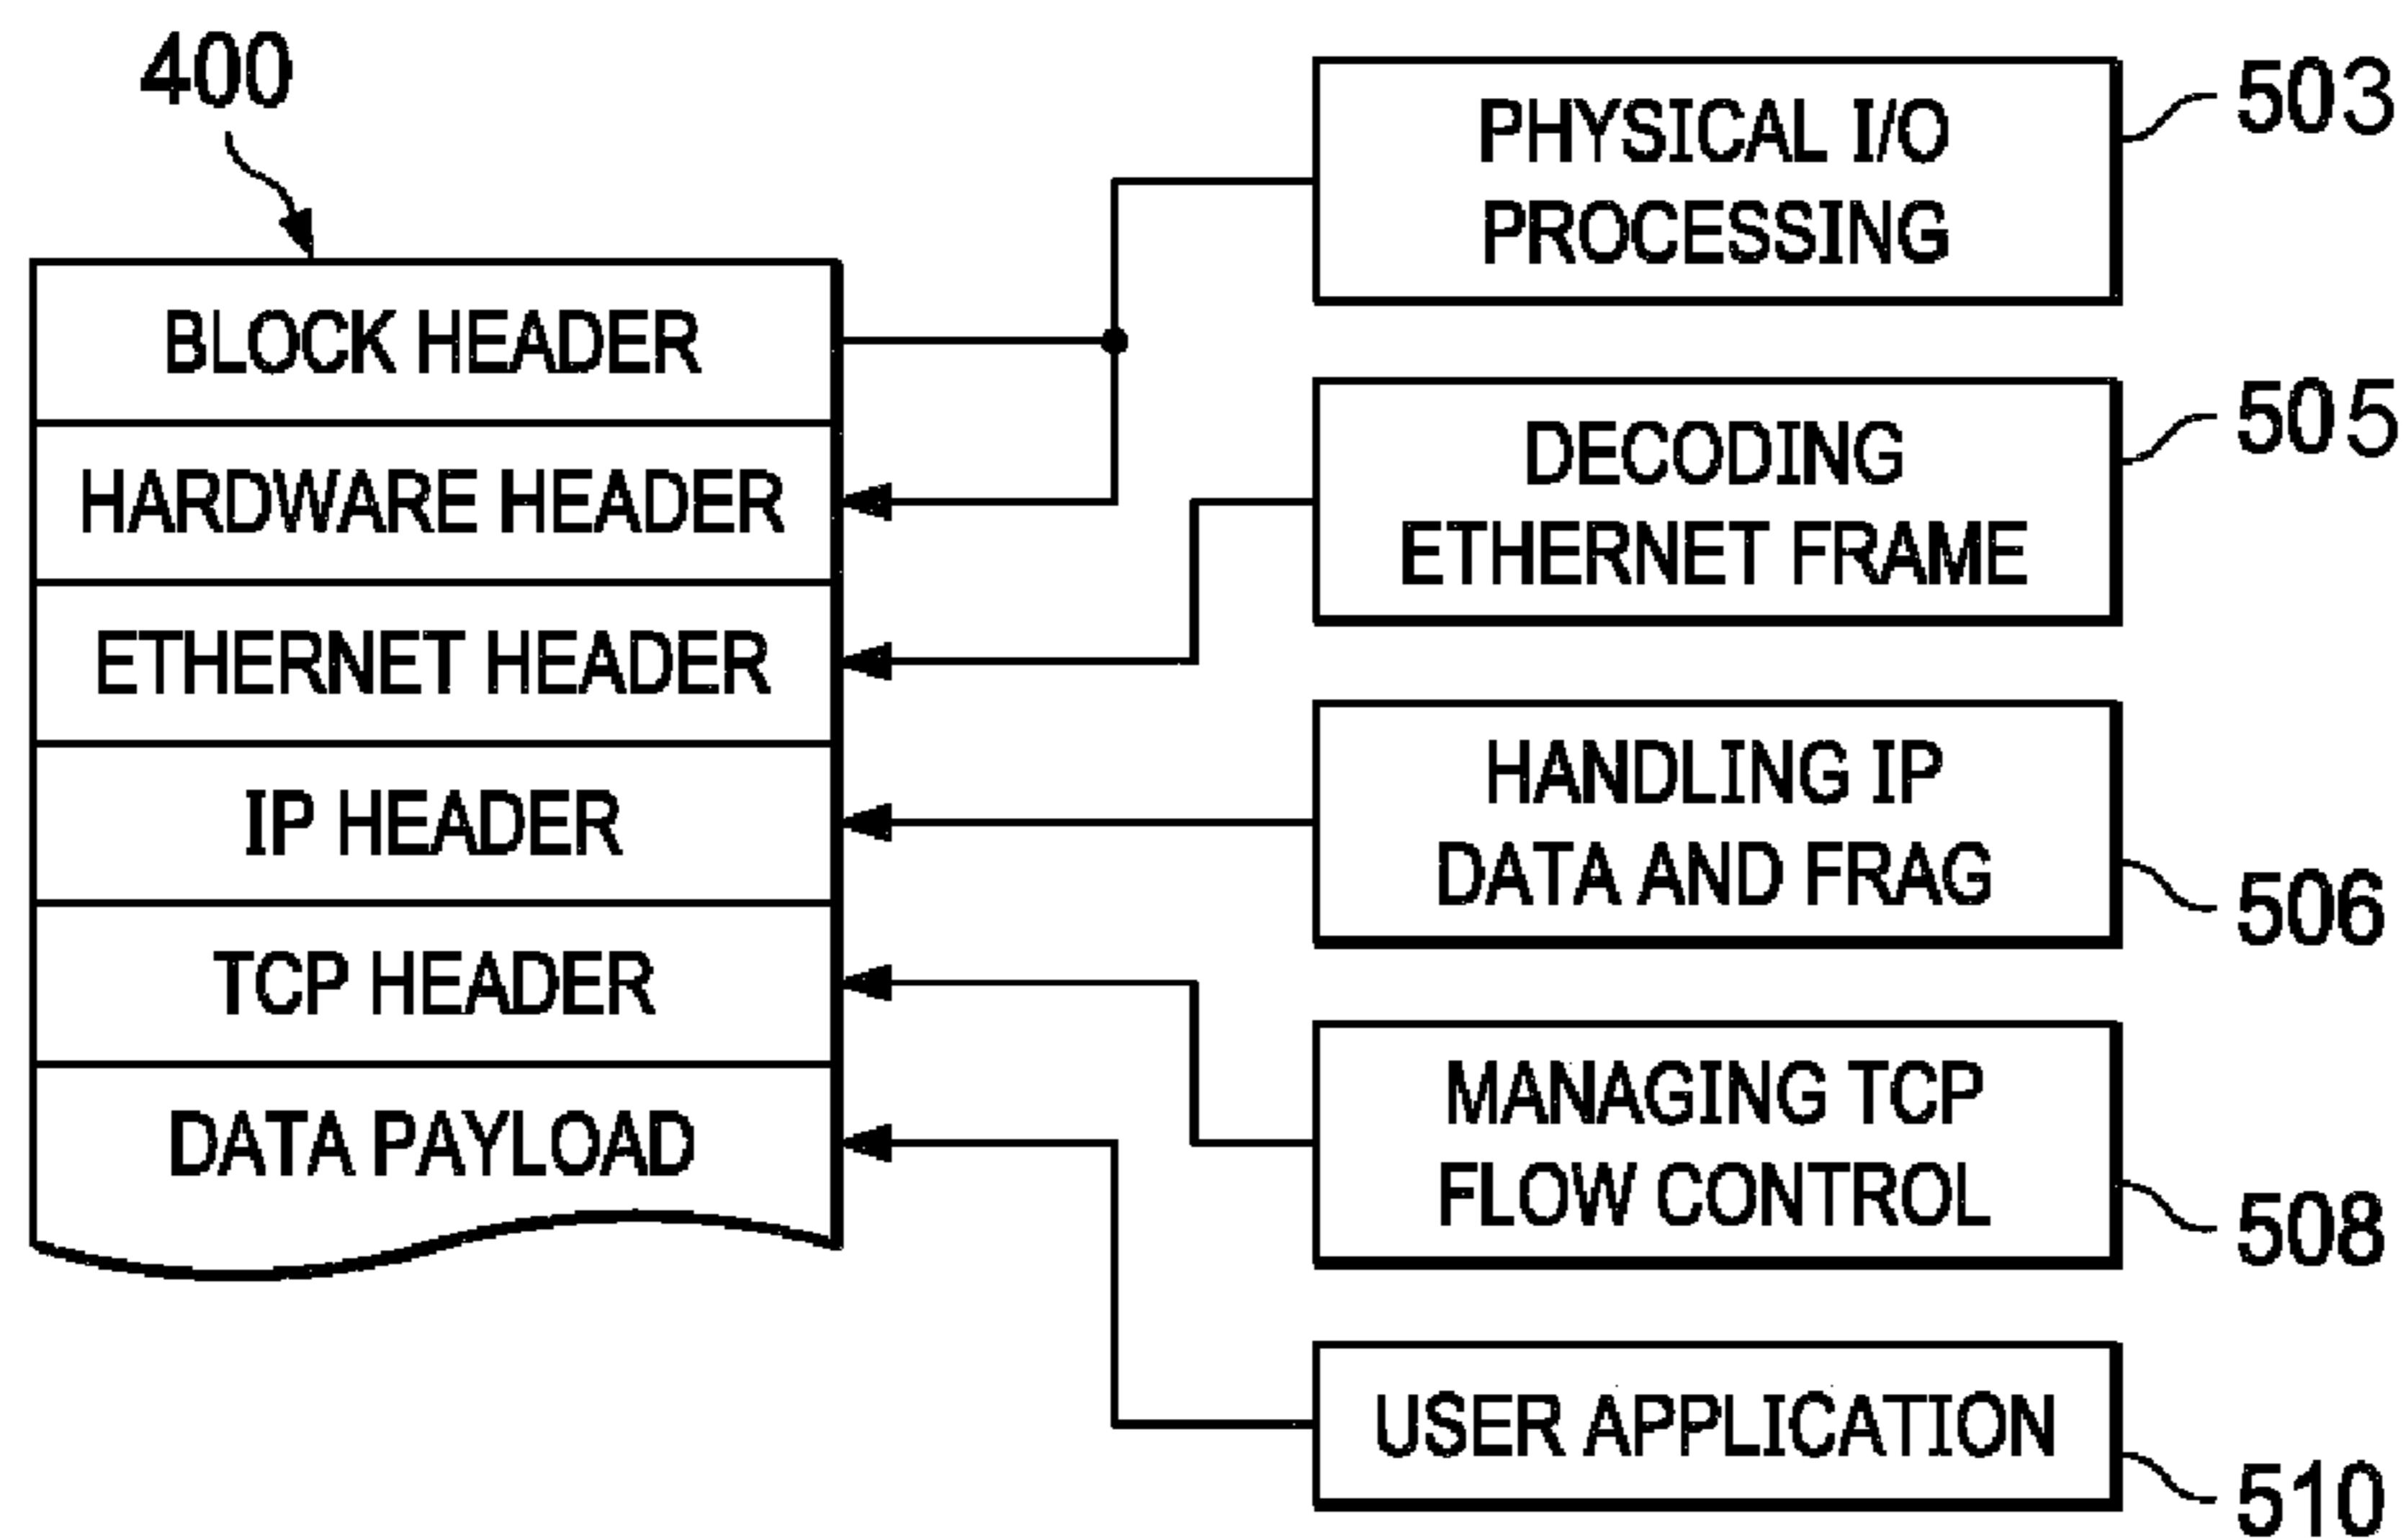 400
BLOCK HEADER
HARDWARE HEADER
ETHERNET HEADER
IP HEADER
TCP HEADER
DATA PAYLOAD
PHYSICAL I/O
PROCESSING
503
DECODING
ETHERNET FRAME
505
HANDLING IP
DATA AND FRAG
506
MANAGING TCP
FLOW CONTROL
508
USER APPLICATION
510